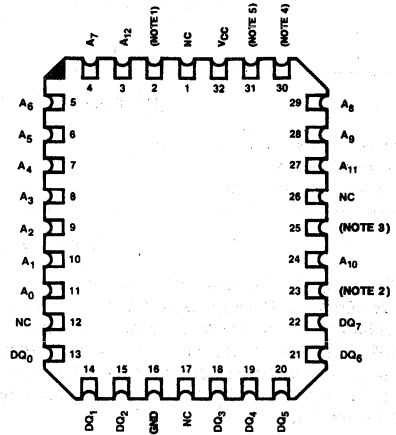 A7 A12 (NOTE1) NC VCC (NOTE 5) (NOTE 4)
4 3 2 1 32 31 30
A6 5 29 A8
A5 6 28 A9
A4 7 27 A11
A3 8 26 NC
A2 9 25 (NOTE 3)
A1 10 24 A10
A0 11 23 (NOTE 2)
NC 12 22 DQ7
DQ0 13 21 DQ6
14 15 16 17 18 19 20
DQ1 DQ2 GND NC DQ3 DQ4 DQ5